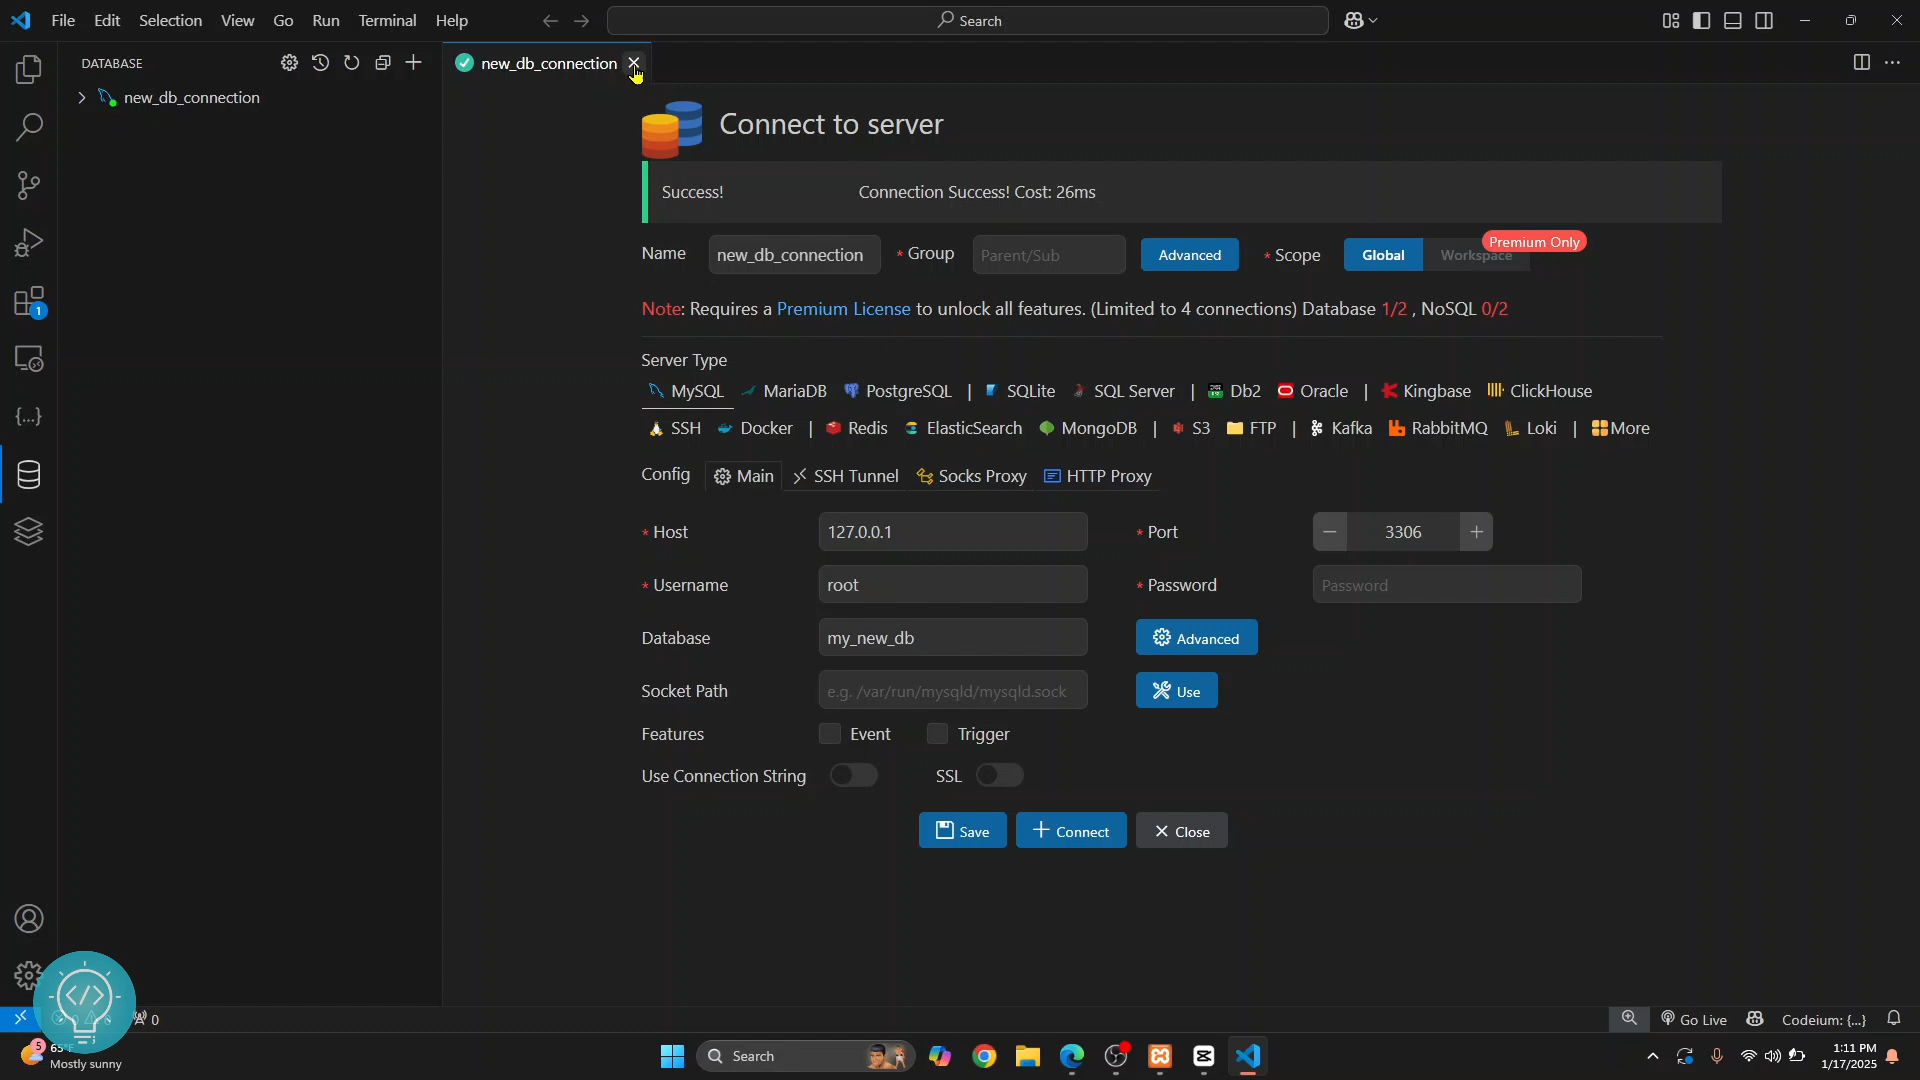 File Edit Selection View Go Run Terminal Help
Search
DATABASE
new_db_connection
new_db_connection
Connect to server
Success! Connection Success! Cost: 26ms
Name new_db_connection * Group Parent/Sub Advanced * Scope Global Workspace Premium Only
Note: Requires a Premium License to unlock all features. (Limited to 4 connections) Database 1/2 , NoSQL 0/2
Server Type
MySQL MariaDB PostgreSQL | SQLite SQL Server | Db2 Oracle | Kingbase ClickHouse
SSH Docker | Redis ElasticSearch MongoDB | S3 FTP | Kafka RabbitMQ Loki | More
Config Main SSH Tunnel Socks Proxy HTTP Proxy
* Host 127.0.0.1 * Port 3306
* Username root * Password Password
Database my_new_db Advanced
Socket Path e.g. /var/run/mysqld/mysqld.sock Use
Features Event Trigger
Use Connection String SSL
Save Connect Close
1
0 Go Live Codeium: {...}
5 65°F
Mostly sunny
Search
1:11 PM
1/17/2025